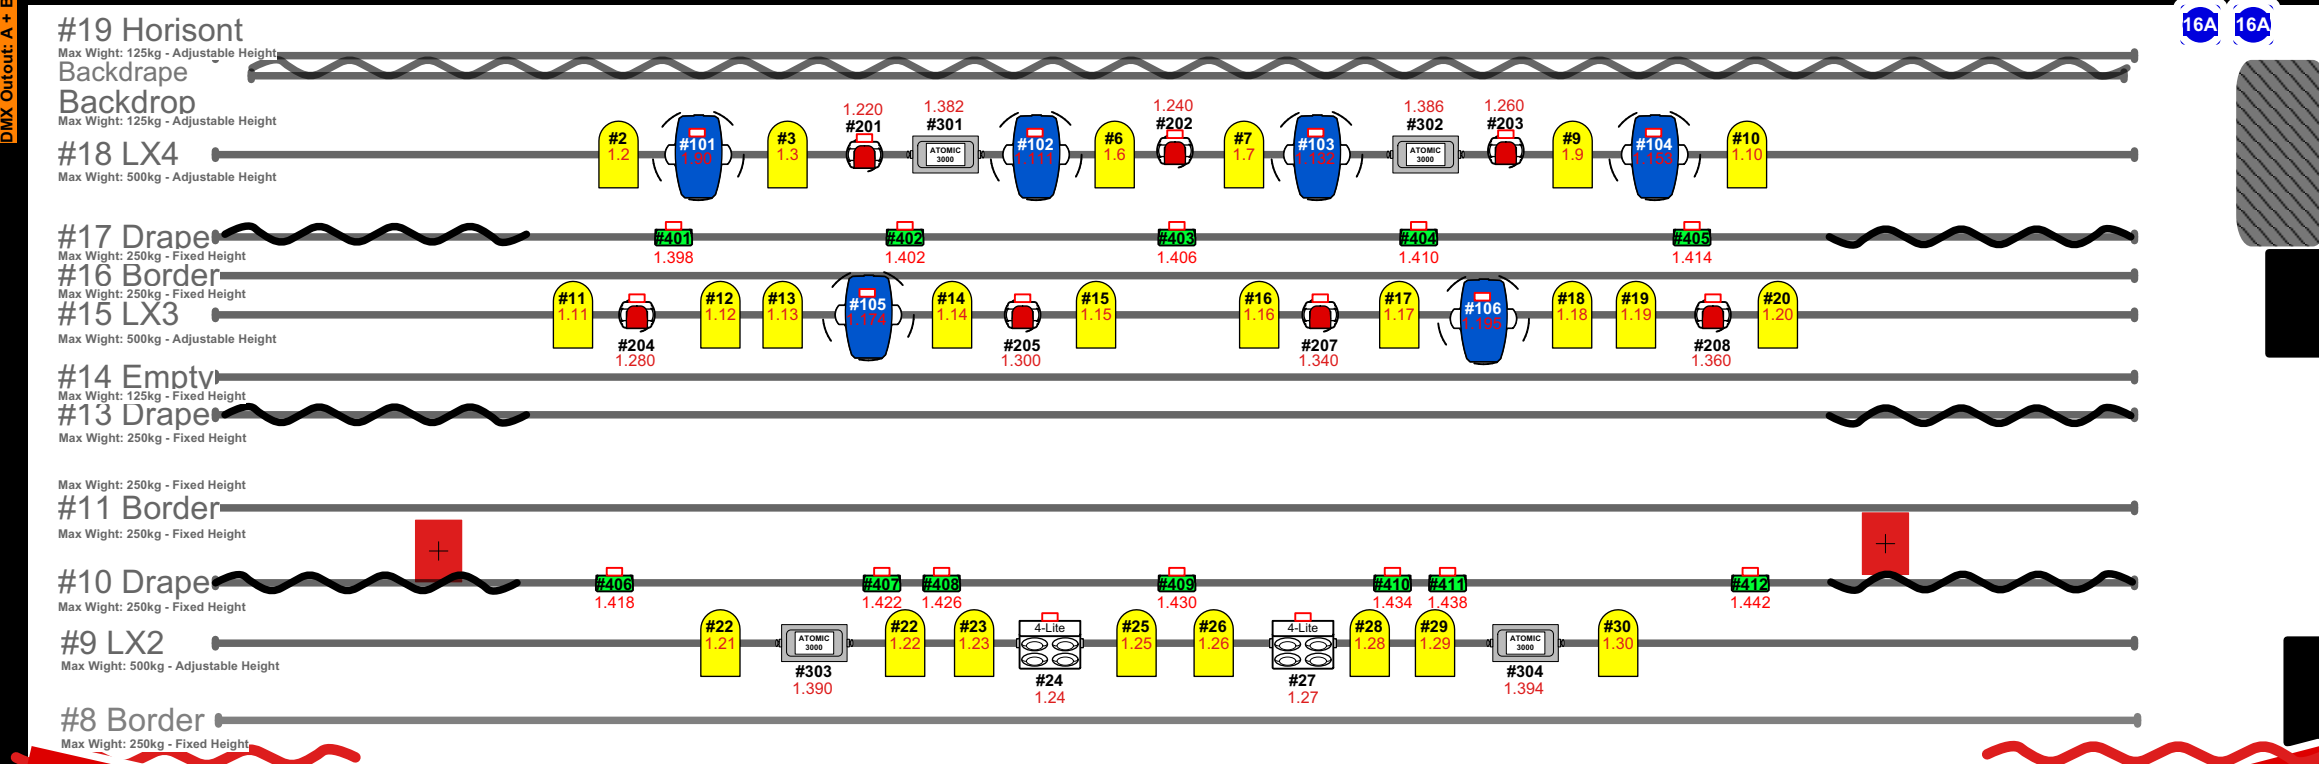 DMX Outout: A + B
#19 Horisont
Max Wight: 125kg - Adjustable Height
Backdrape
Backdrop
Max Wight: 125kg - Adjustable Height
16A 16A
1.220 1.382 1.240 1.386 1.260
#201 #301 #202 #302 #203
#18 LX4
Max Wight: 500kg - Adjustable Height
#2 #101 #3 #102 #6 #7 #103 #9 #104 #10
1.2 1.90 1.3 ATOMIC 3000 1.111 1.6 1.7 1.132 ATOMIC 3000 1.9 1.153 1.10
#17 Drape
Max Wight: 250kg - Fixed Height
#401 #402 #403 #404 #405
1.398 1.402 1.406 1.410 1.414
#16 Border
Max Wight: 250kg - Fixed Height
#15 LX3
Max Wight: 500kg - Adjustable Height
#11 #12 #13 #105 #14 #15 #16 #17 #106 #18 #19 #20
1.11 1.12 1.13 1.174 1.14 1.15 1.16 1.17 1.195 1.18 1.19 1.20
#204 #205 #207 #208
1.280 1.300 1.340 1.360
#14 Empty
Max Wight: 125kg - Fixed Height
#13 Drape
Max Wight: 250kg - Fixed Height
Max Wight: 250kg - Fixed Height
#11 Border
Max Wight: 250kg - Fixed Height
#10 Drape
Max Wight: 250kg - Fixed Height
#406 #407 #408 #409 #410 #411 #412
1.418 1.422 1.426 1.430 1.434 1.438 1.442
#9 LX2
Max Wight: 500kg - Adjustable Height
#22 #22 #23 4-Lite #25 #26 4-Lite #28 #29 #30
1.21 ATOMIC 3000 1.22 1.23 1.25 1.26 1.28 1.29 ATOMIC 3000 1.30
#303 #24 #27 #304
1.390 1.24 1.27 1.394
#8 Border
Max Wight: 250kg - Fixed Height